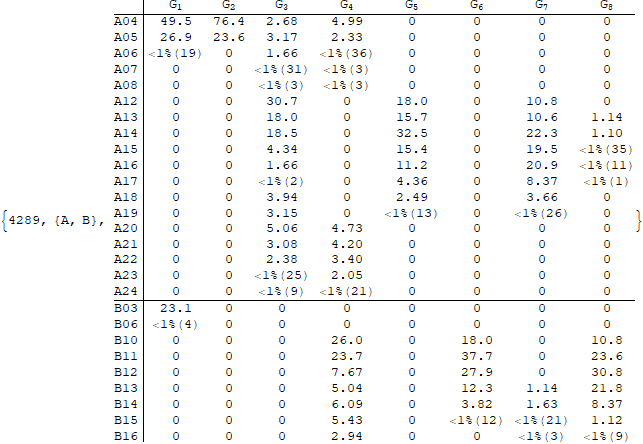 G₁ G₂ G₃ G₄ G₅ G₆ G₇ G₈
A04 49.5 76.4 2.68 4.99 0 0 0 0
A05 26.9 23.6 3.17 2.33 0 0 0 0
A06 <1%(19) 0 1.66 <1%(36) 0 0 0 0
A07 0 0 <1%(31) <1%(3) 0 0 0 0
A08 0 0 <1%(3) <1%(3) 0 0 0 0
A12 0 0 30.7 0 18.0 0 10.8 0
A13 0 0 18.0 0 15.7 0 10.6 1.14
A14 0 0 18.5 0 32.5 0 22.3 1.10
A15 0 0 4.34 0 15.4 0 19.5 <1%(35)
A16 0 0 1.66 0 11.2 0 20.9 <1%(11)
A17 0 0 <1%(2) 0 4.36 0 8.37 <1%(1)
A18 0 0 3.94 0 2.49 0 3.66 0
{4289, {A, B}, A19 0 0 3.15 0 <1%(13) 0 <1%(26) 0 }
A20 0 0 5.06 4.73 0 0 0 0
A21 0 0 3.08 4.20 0 0 0 0
A22 0 0 2.38 3.40 0 0 0 0
A23 0 0 <1%(25) 2.05 0 0 0 0
A24 0 0 <1%(9) <1%(21) 0 0 0 0
B03 23.1 0 0 0 0 0 0 0
B06 <1%(4) 0 0 0 0 0 0 0
B10 0 0 0 26.0 0 18.0 0 10.8
B11 0 0 0 23.7 0 37.7 0 23.6
B12 0 0 0 7.67 0 27.9 0 30.8
B13 0 0 0 5.04 0 12.3 1.14 21.8
B14 0 0 0 6.09 0 3.82 1.63 8.37
B15 0 0 0 5.43 0 <1%(12) <1%(21) 1.12
B16 0 0 0 2.94 0 0 <1%(3) <1%(9)